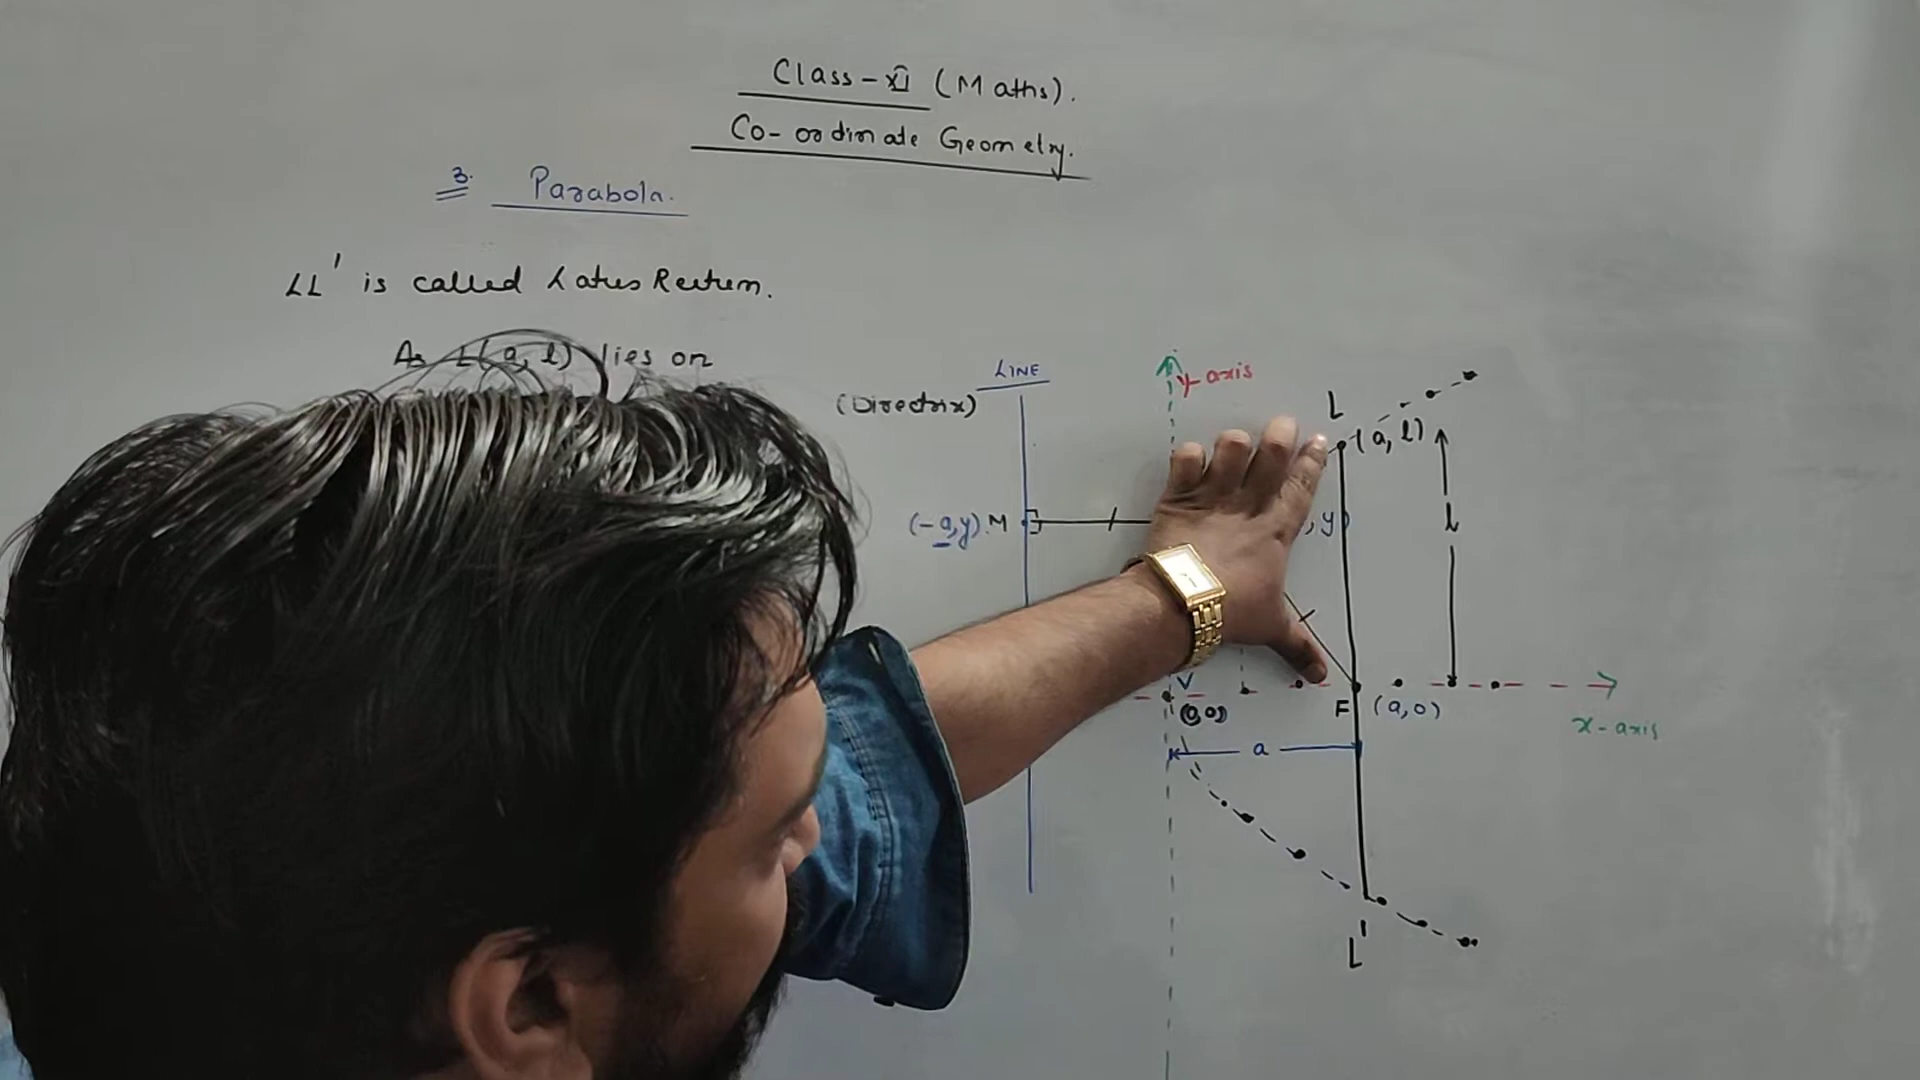 Class-XI (Maths).
Co-ordinate Geometry.
3. Parabola.
LL' is called Latus Rectum.
As L(a, l) lies on
LINE
(Directrix)
y-axis
L
(a, l)
l
(-a,y) M
, y)
V
(0,0)
F (a,0)
x-axis
a
L'